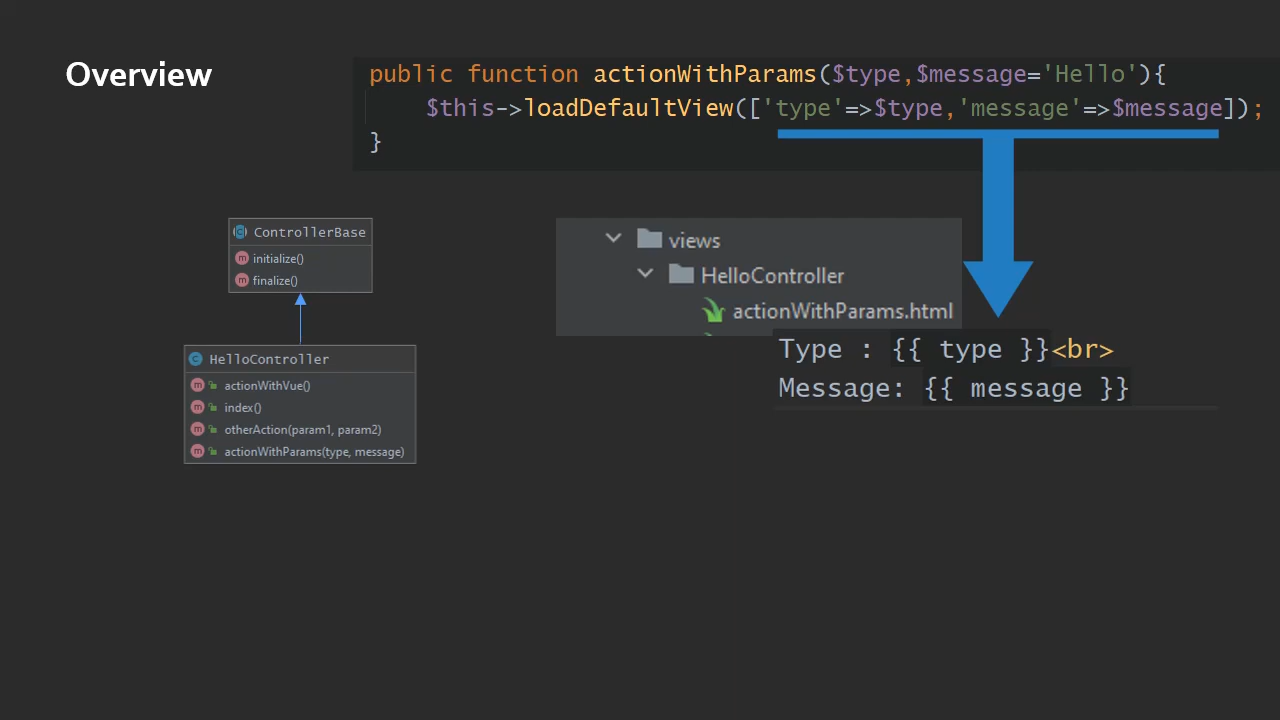 Overview
public function actionWithParams($type,$message='Hello'){
$this->loadDefaultView(['type'=>$type,'message'=>$message]);
}
ControllerBase
initialize()
finalize()
HelloController
actionWithVue()
index()
otherAction(param1, param2)
actionWithParams(type, message)
views
HelloController
actionWithParams.html
Type : {{ type }}<br>
Message: {{ message }}